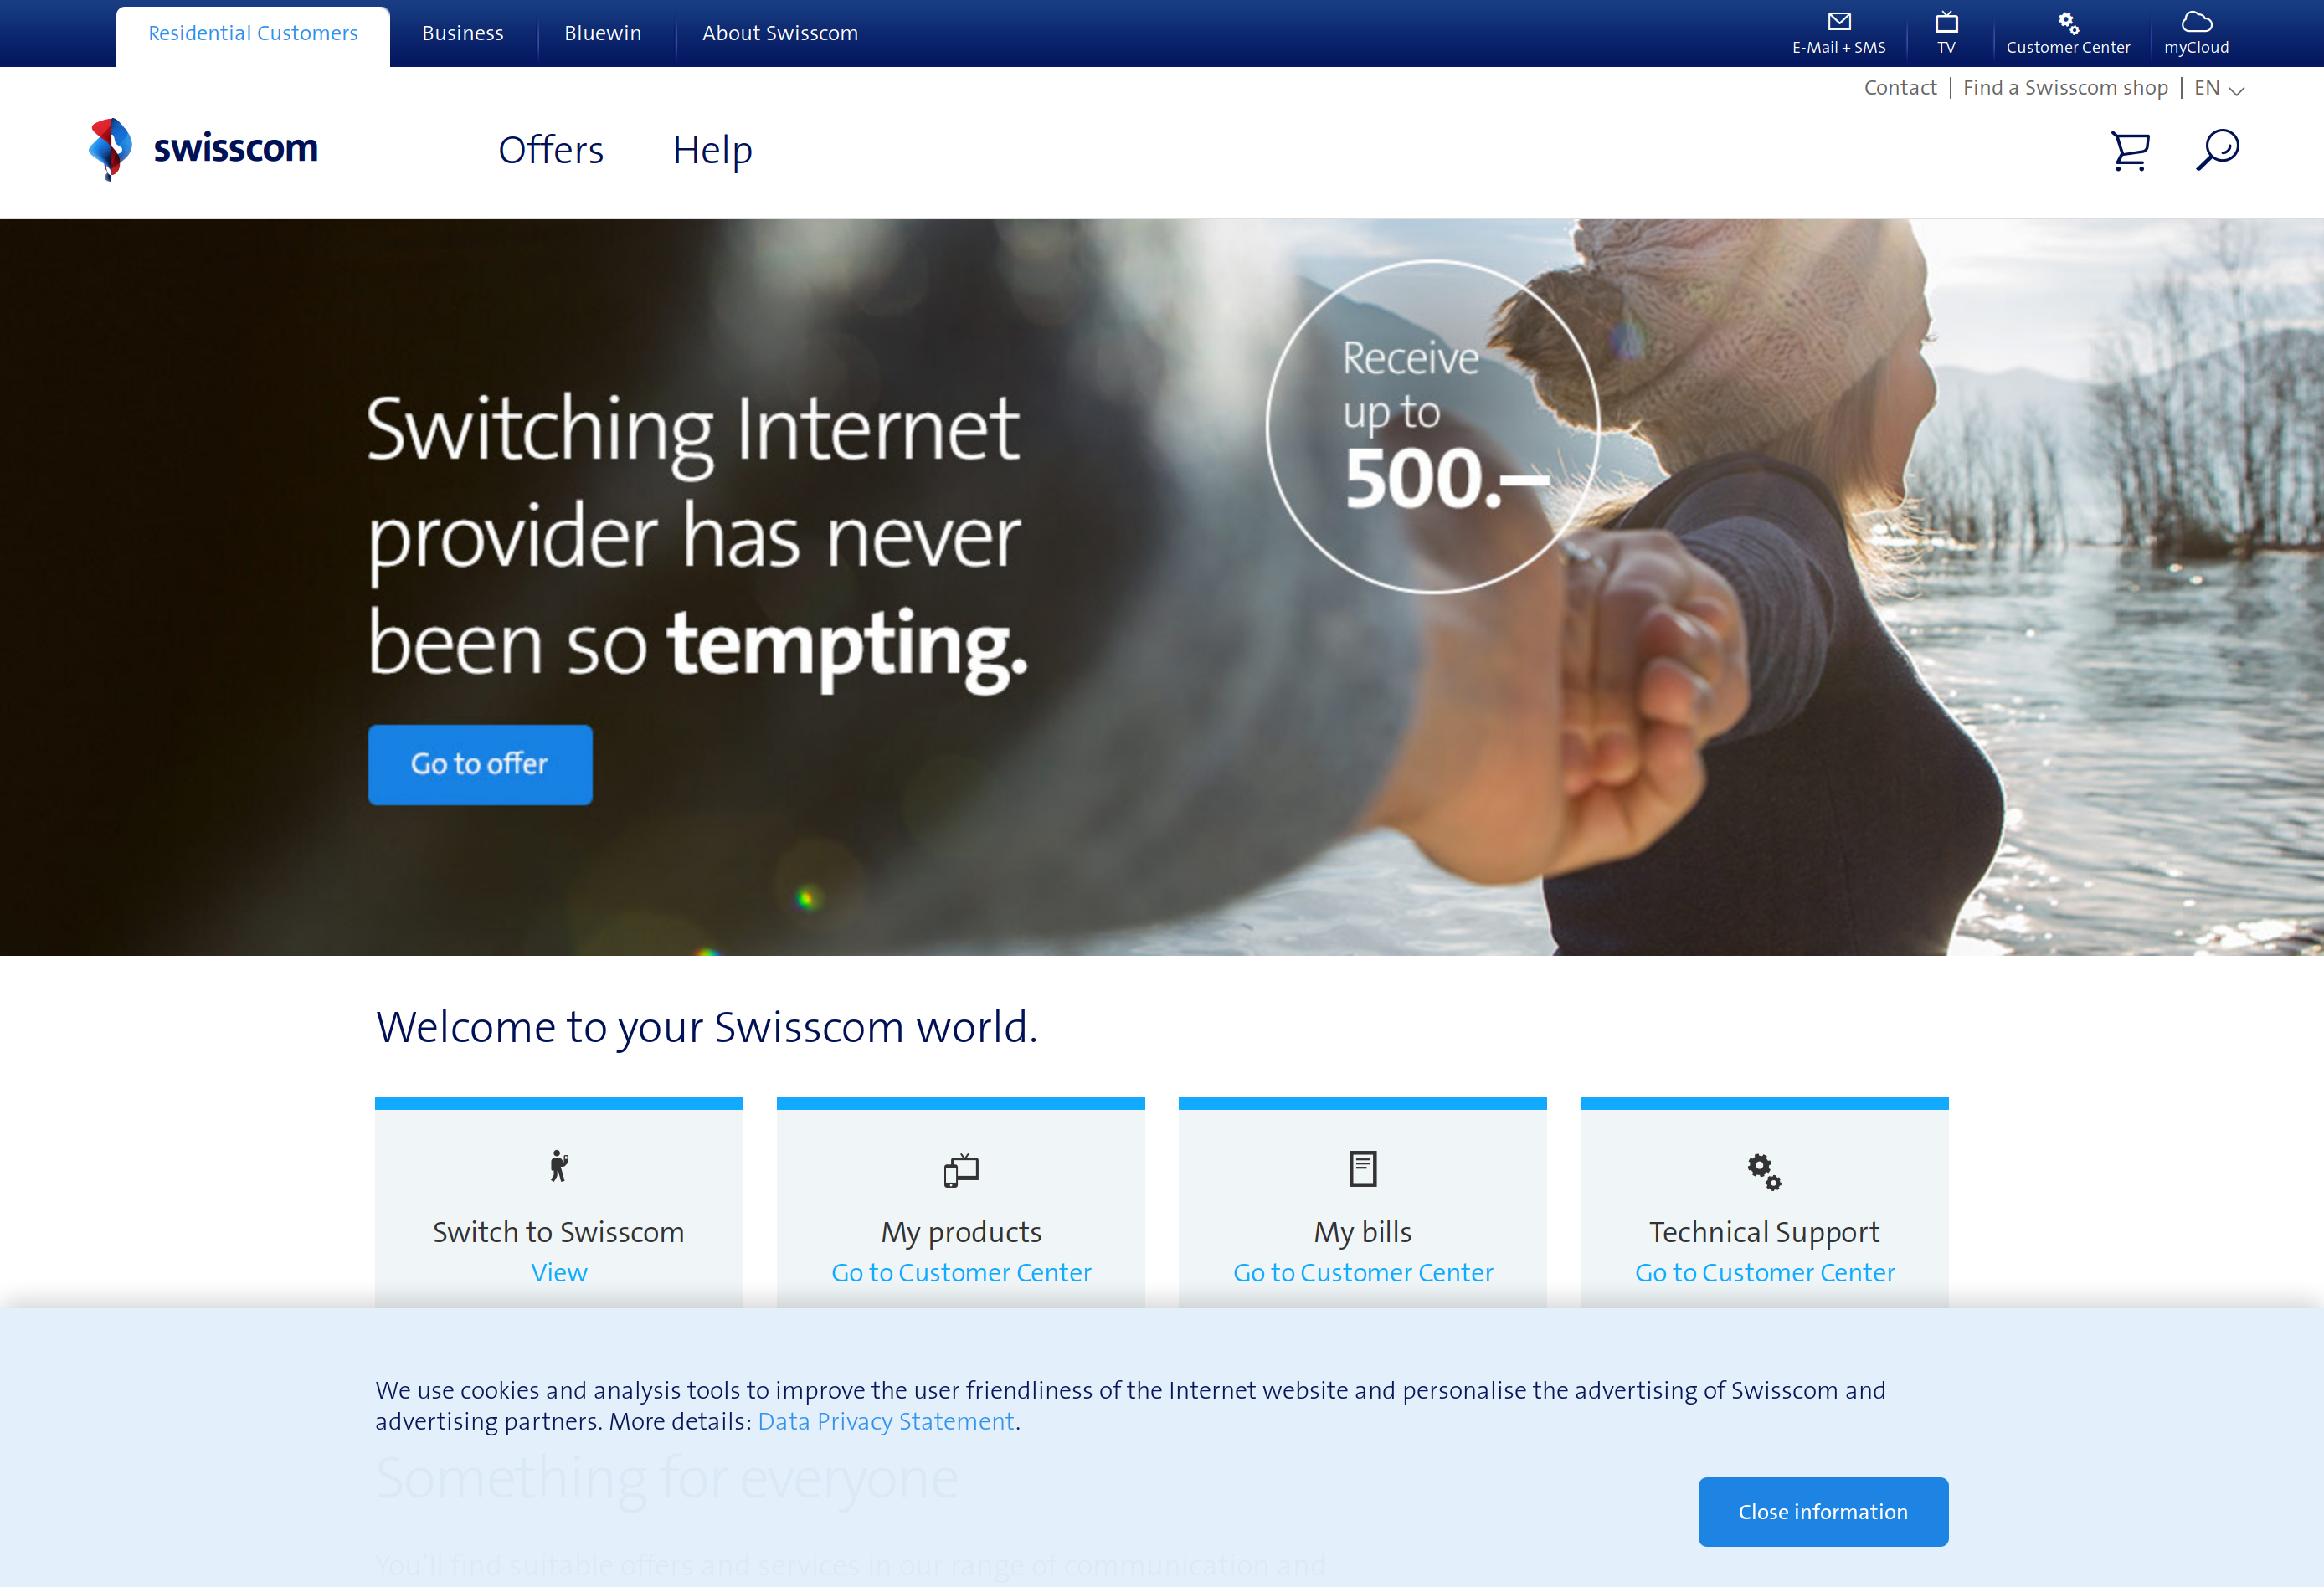 Residential Customers
Business
Bluewin
About Swisscom
E-Mail + SMS
TV
Customer Center
myCloud
Contact
Find a Swisscom shop
EN
swisscom
Offers
Help
Switching Internet
provider has never
been so tempting.
Receive
up to
500.–
Go to offer
Welcome to your Swisscom world.
Switch to Swisscom
View
My products
Go to Customer Center
My bills
Go to Customer Center
Technical Support
Go to Customer Center
We use cookies and analysis tools to improve the user friendliness of the Internet website and personalise the advertising of Swisscom and
advertising partners. More details: Data Privacy Statement.
Something for everyone
Close information
You'll find suitable offers and services in our range of communication and